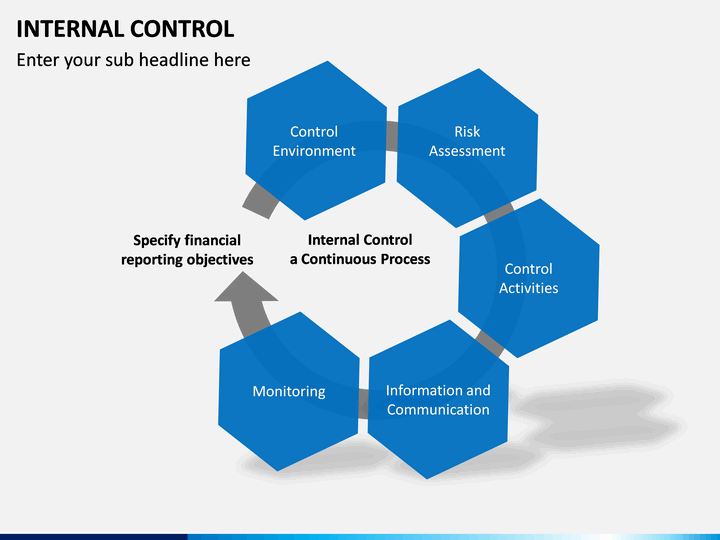 INTERNAL CONTROL
Enter your sub headline here
Control
Environment
Risk
Assessment
Specify financial
reporting objectives
Internal Control
a Continuous Process
Control
Activities
Monitoring
Information and
Communication